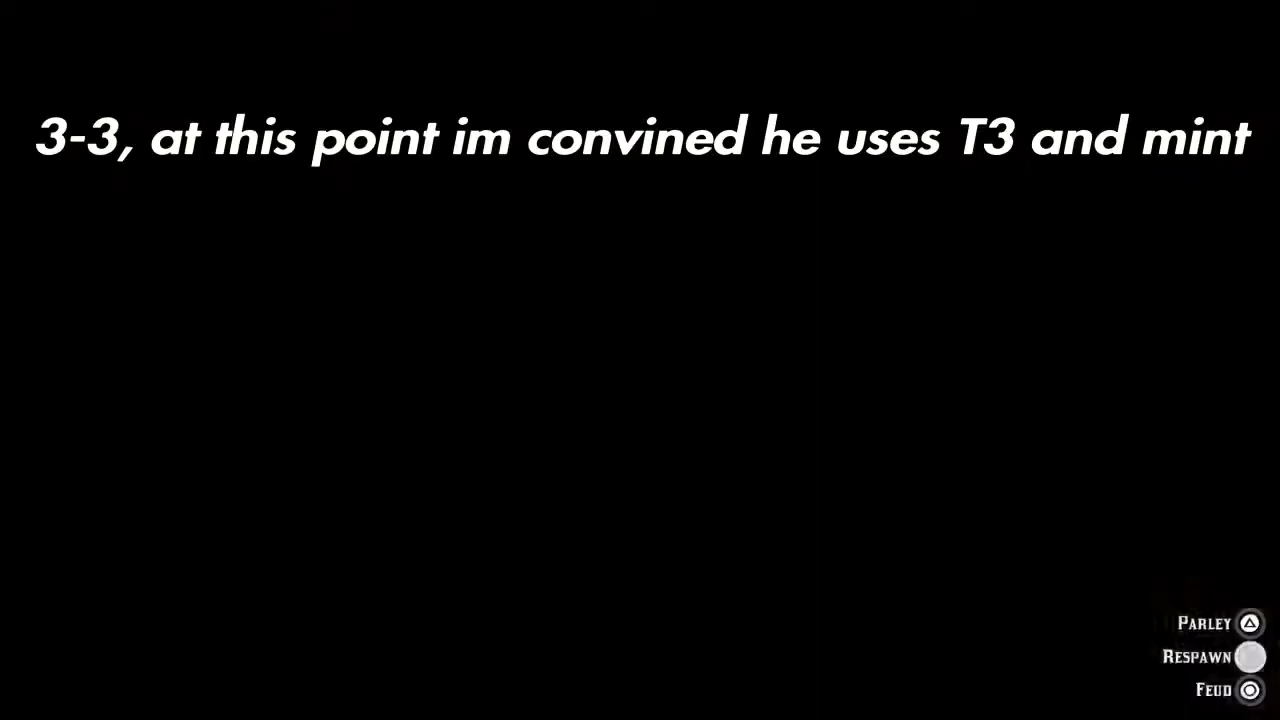 3-3, at this point im convined he uses T3 and mint
Parley
Respawn
Feud